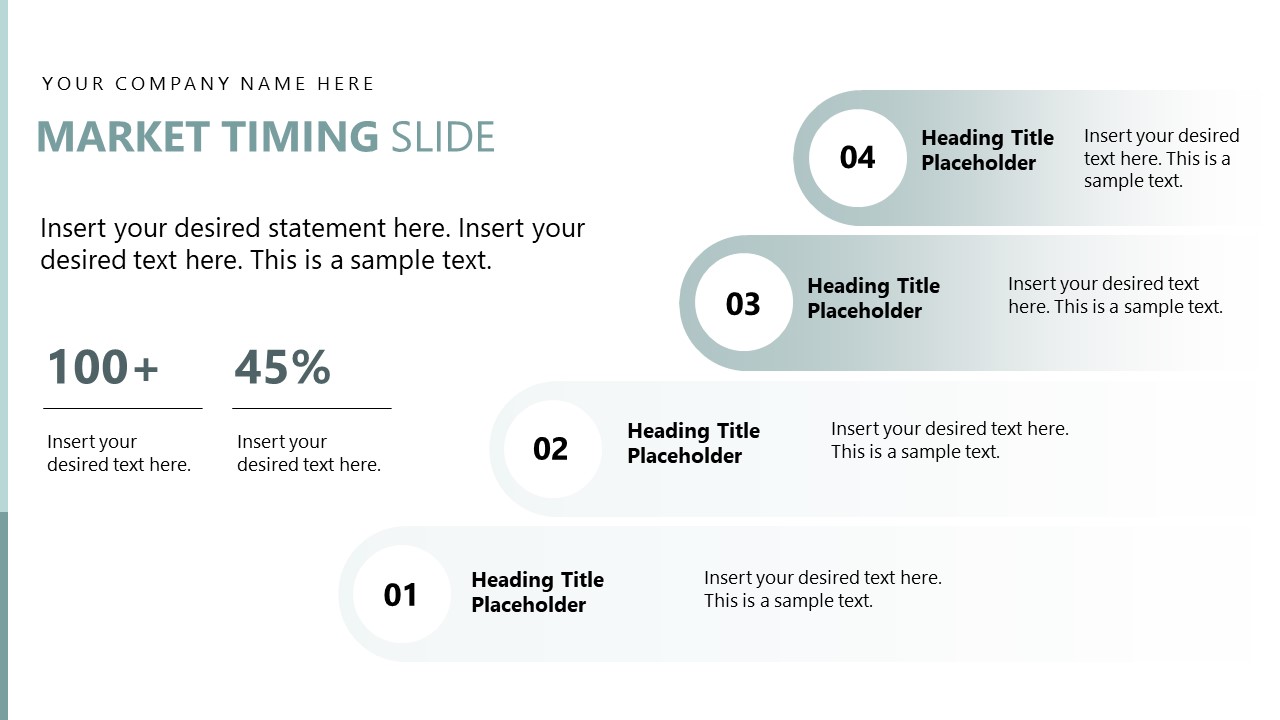 YOUR COMPANY NAME HERE
MARKET TIMING SLIDE
Insert your desired statement here. Insert your
desired text here. This is a sample text.
100+
Insert your
desired text here.
45%
Insert your
desired text here.
04
Heading Title
Placeholder
Insert your desired
text here. This is a
sample text.
03
Heading Title
Placeholder
Insert your desired text
here. This is a sample text.
02
Heading Title
Placeholder
Insert your desired text here.
This is a sample text.
01
Heading Title
Placeholder
Insert your desired text here.
This is a sample text.